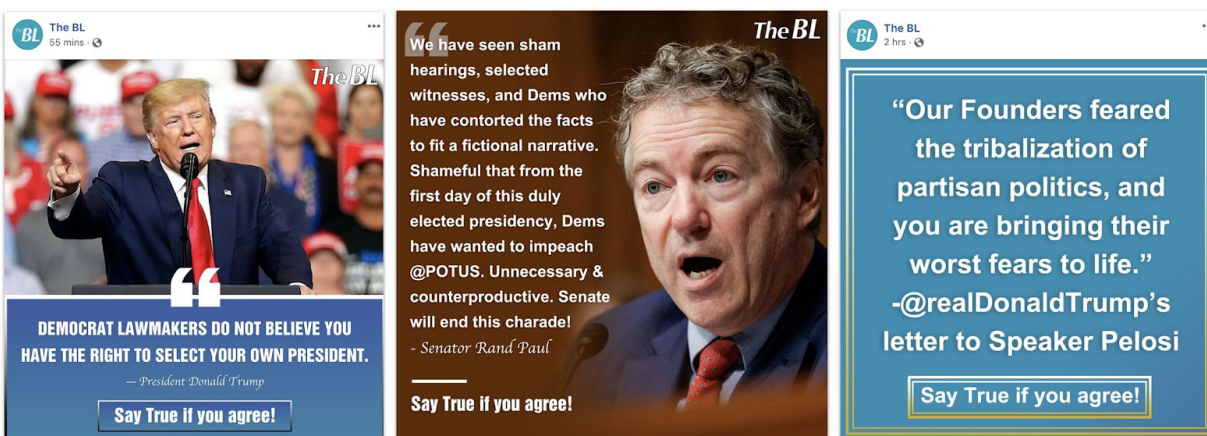 The BL
55 mins ·
The BL
DEMOCRAT LAWMAKERS DO NOT BELIEVE YOU
HAVE THE RIGHT TO SELECT YOUR OWN PRESIDENT.
— President Donald Trump
Say True if you agree!
The BL
We have seen sham
hearings, selected
witnesses, and Dems who
have contorted the facts
to fit a fictional narrative.
Shameful that from the
first day of this duly
elected presidency, Dems
have wanted to impeach
@POTUS. Unnecessary &
counterproductive. Senate
will end this charade!
- Senator Rand Paul
Say True if you agree!
The BL
2 hrs ·
“Our Founders feared
the tribalization of
partisan politics, and
you are bringing their
worst fears to life.”
-@realDonaldTrump’s
letter to Speaker Pelosi
Say True if you agree!